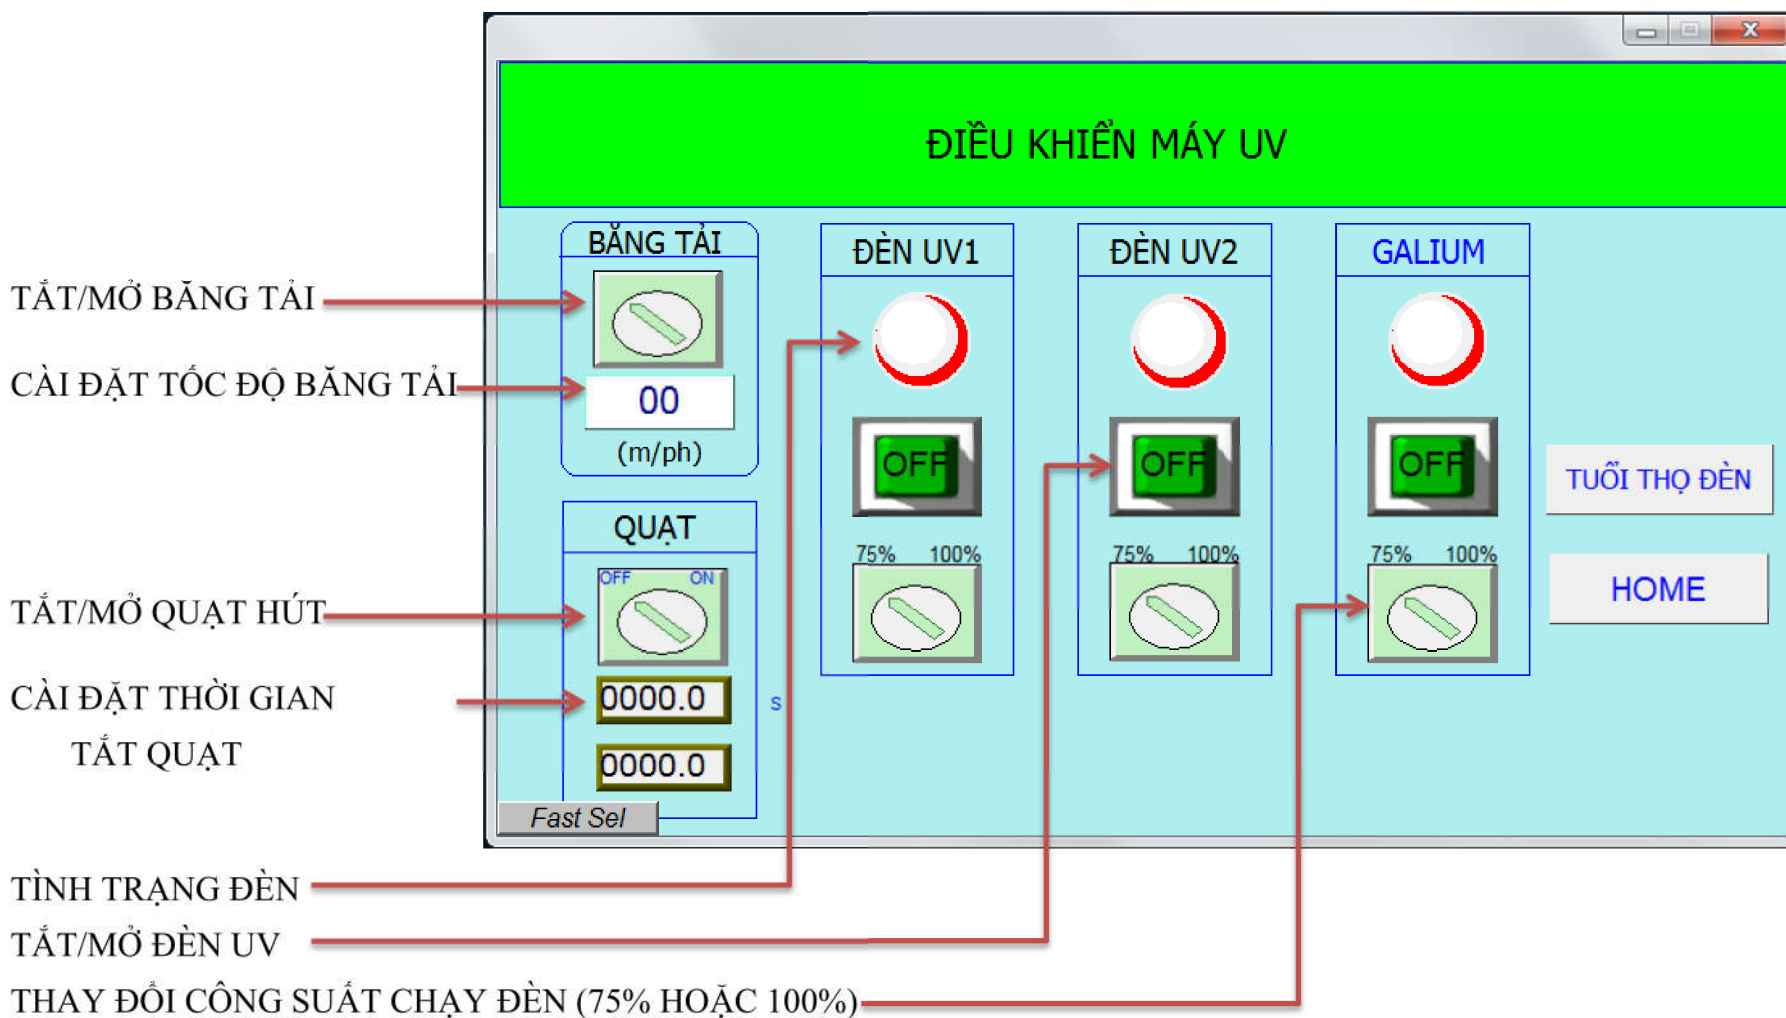 ĐIỀU KHIỂN MÁY UV
BĂNG TẢI
00
(m/ph)
QUẠT
OFF ON
0000.0 s
0000.0
Fast Sel
ĐÈN UV1
OFF
75% 100%
ĐÈN UV2
OFF
75% 100%
GALIUM
OFF
75% 100%
TUỔI THỌ ĐÈN
HOME
TẮT/MỞ BĂNG TẢI
CÀI ĐẶT TỐC ĐỘ BĂNG TẢI
TẮT/MỞ QUẠT HÚT
CÀI ĐẶT THỜI GIAN
TẮT QUẠT
TÌNH TRẠNG ĐÈN
TẮT/MỞ ĐÈN UV
THAY ĐỔI CÔNG SUẤT CHẠY ĐÈN (75% HOẶC 100%)